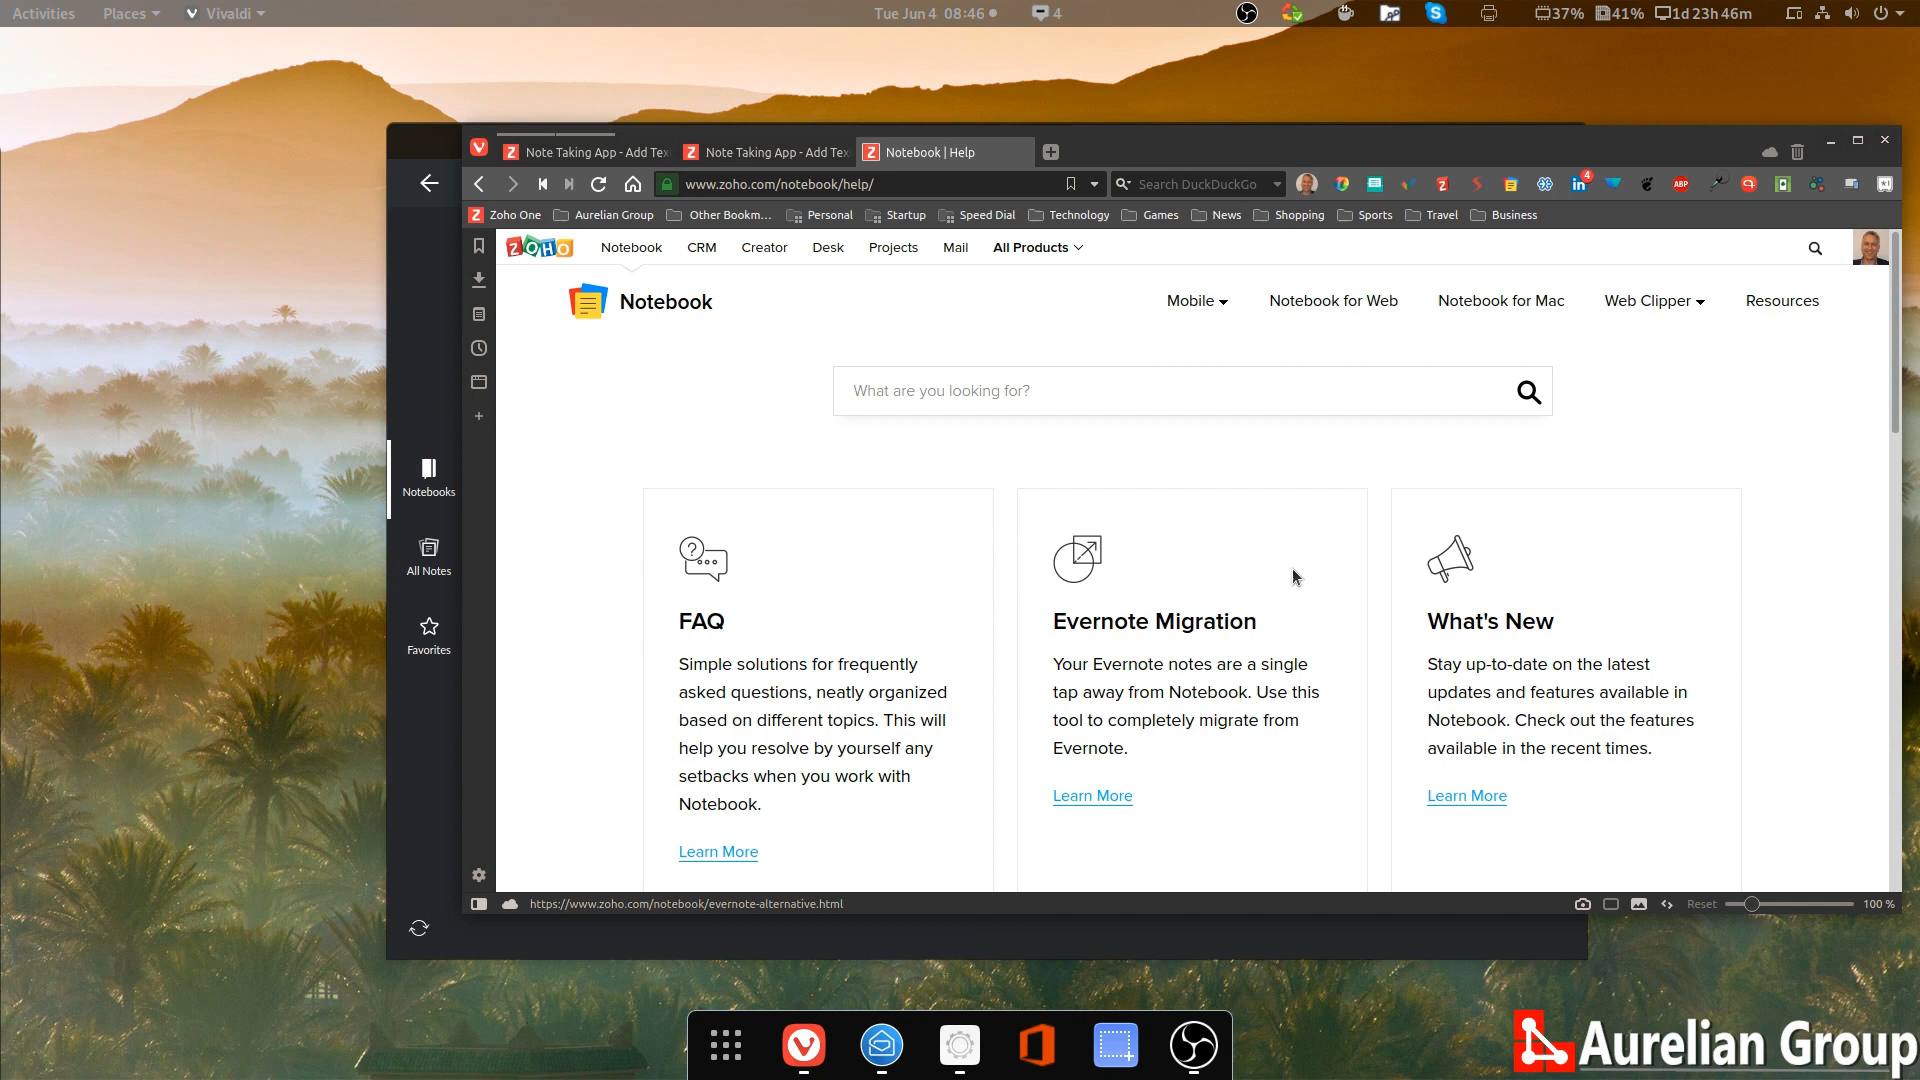 Activities Places Vivaldi Tue Jun 4 08:46 4 37% 41% 1d 23h 46m
Note Taking App - Add Tex Note Taking App - Add Tex Notebook | Help
www.zoho.com/notebook/help/ Search DuckDuckGo 4 ABP
Zoho One Aurelian Group Other Bookm... Personal Startup Speed Dial Technology Games News Shopping Sports Travel Business
ZOHO Notebook CRM Creator Desk Projects Mail All Products
Notebook Mobile Notebook for Web Notebook for Mac Web Clipper Resources
What are you looking for?
Notebooks
All Notes
Favorites
FAQ
Simple solutions for frequently
asked questions, neatly organized
based on different topics. This will
help you resolve by yourself any
setbacks when you work with
Notebook.
Learn More
Evernote Migration
Your Evernote notes are a single
tap away from Notebook. Use this
tool to completely migrate from
Evernote.
Learn More
What's New
Stay up-to-date on the latest
updates and features available in
Notebook. Check out the features
available in the recent times.
Learn More
https://www.zoho.com/notebook/evernote-alternative.html Reset 100 %
Aurelian Group